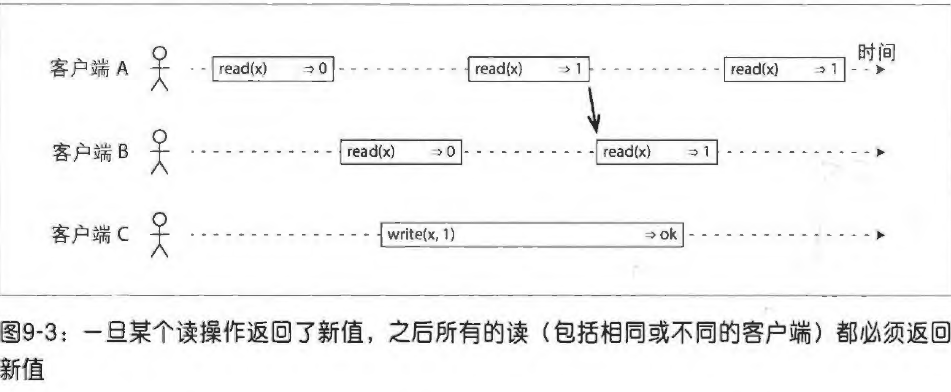 时间
客户端 A read(x) ⇒ 0 read(x) ⇒ 1 read(x) ⇒ 1
客户端 B read(x) ⇒ 0 read(x) ⇒ 1
客户端 C write(x, 1) ⇒ ok
图9-3：一旦某个读操作返回了新值，之后所有的读（包括相同或不同的客户端）都必须返回
新值